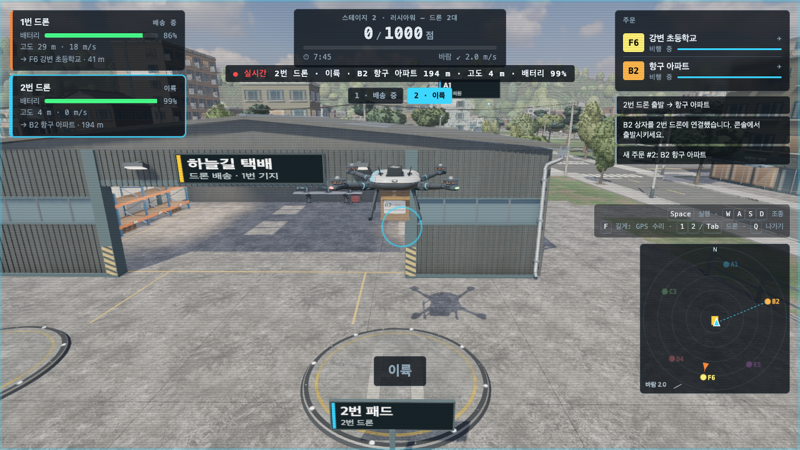 1번 드론 배송 중
배터리 86%
고도 29 m · 18 m/s
→ F6 강변 초등학교 · 41 m
2번 드론 이륙
배터리 99%
고도 4 m · 0 m/s
→ B2 항구 아파트 · 194 m
스테이지 2 · 러시아워 — 드론 2대
0 / 1000 점
7:45 바람 ↙ 2.0 m/s
● 실시간 2번 드론 · 이륙 · B2 항구 아파트 194 m · 고도 4 m · 배터리 99%
1 · 배송 중 2 · 이륙
A1
주문
F6 강변 초등학교
비행 중
B2 항구 아파트
비행 중
2번 드론 출발 → 항구 아파트
B2 상자를 2번 드론에 연결했습니다. 콘솔에서
출발시키세요.
새 주문 #2: B2 항구 아파트
Space 실행 · W A S D 조종
F 길게: GPS 수리 · 1 2 / Tab 드론 · Q 나가기
하늘길 택배
드론 배송 · 1번 기지
N
A1
C3
B2
D4
E5
F6
바람 2.0
이륙
2번 패드
2번 드론